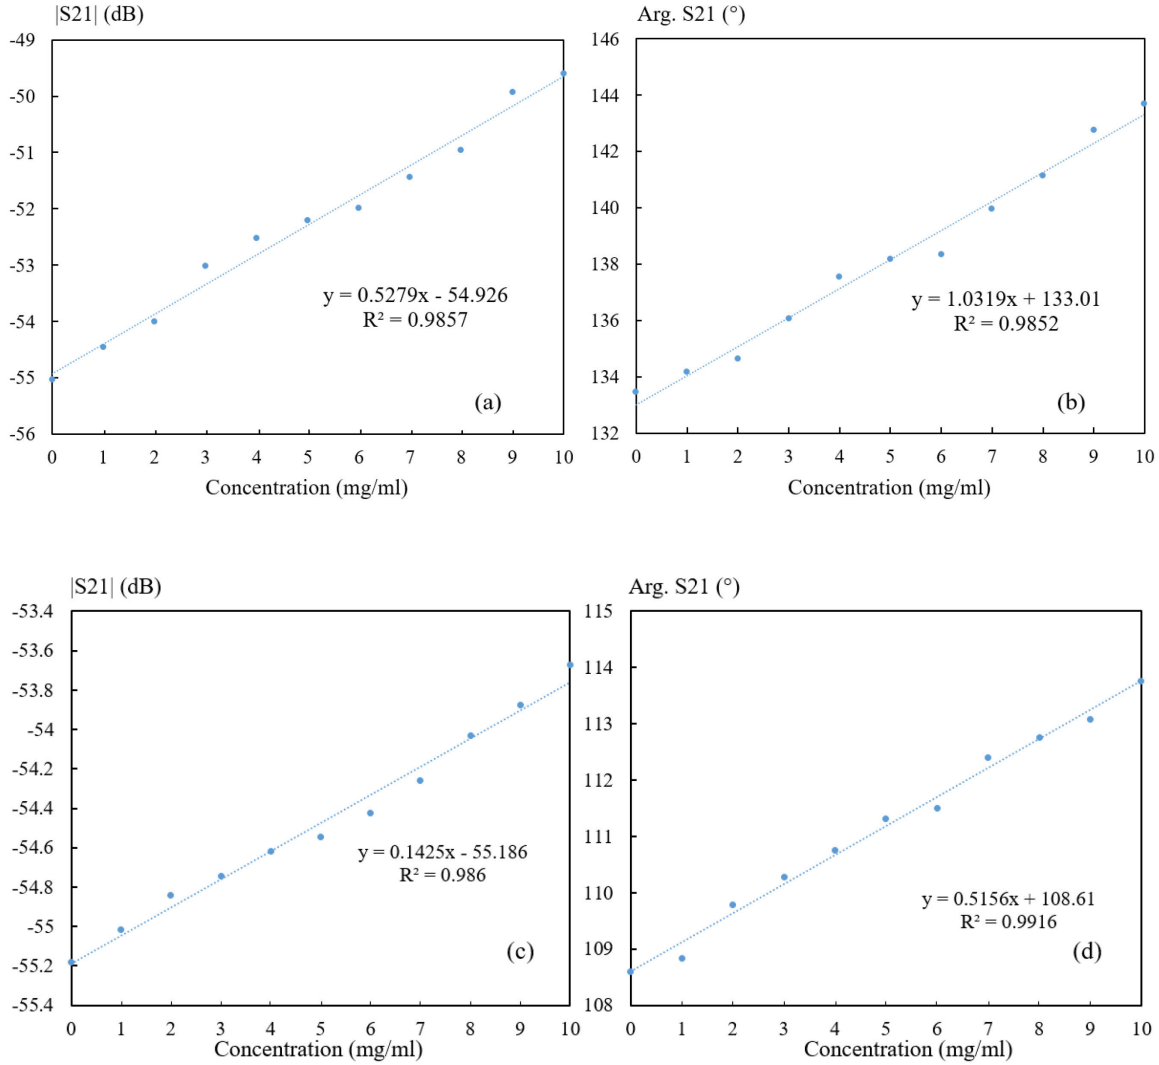 |S21| (dB)
-49
-50
-51
-52
-53
-54
-55
-56
y = 0.5279x - 54.926
R² = 0.9857
(a)
0 1 2 3 4 5 6 7 8 9 10
Concentration (mg/ml)
Arg. S21 (°)
146
144
142
140
138
136
134
132
y = 1.0319x + 133.01
R² = 0.9852
(b)
0 1 2 3 4 5 6 7 8 9 10
Concentration (mg/ml)
|S21| (dB)
-53.4
-53.6
-53.8
-54
-54.2
-54.4
-54.6
-54.8
-55
-55.2
-55.4
y = 0.1425x - 55.186
R² = 0.986
(c)
0 1 2 3 4 5 6 7 8 9 10
Concentration (mg/ml)
Arg. S21 (°)
115
114
113
112
111
110
109
108
y = 0.5156x + 108.61
R² = 0.9916
(d)
0 1 2 3 4 5 6 7 8 9 10
Concentration (mg/ml)